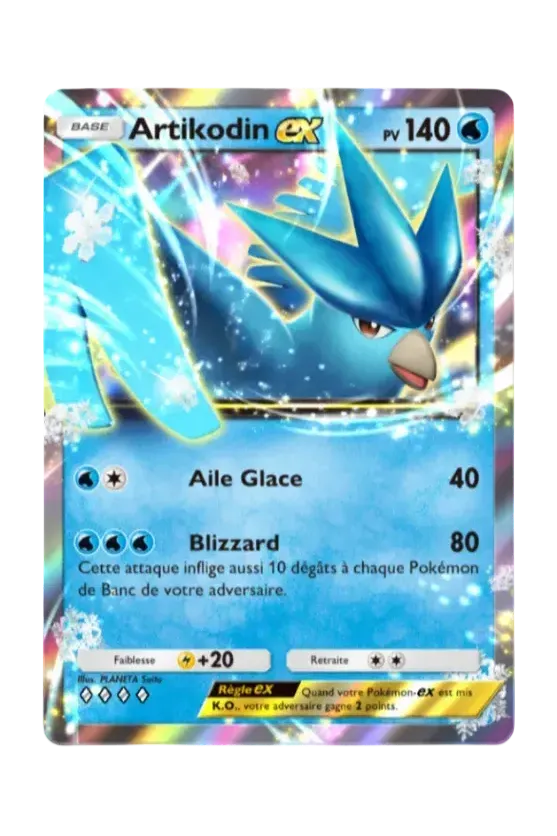 BASE Artikodin ex PV 140
Aile Glace 40
Blizzard 80
Cette attaque inflige aussi 10 dégâts à chaque Pokémon
de Banc de votre adversaire.
Faiblesse +20 Retraite
Illus. PLANETA Saito
Règle ex Quand votre Pokémon-ex est mis
K.O., votre adversaire gagne 2 points.